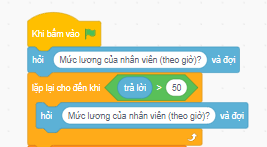 Khi bấm vào
hỏi Mức lương của nhân viên (theo giờ)? và đợi
lặp lại cho đến khi trả lời > 50
hỏi Mức lương của nhân viên (theo giờ)? và đợi